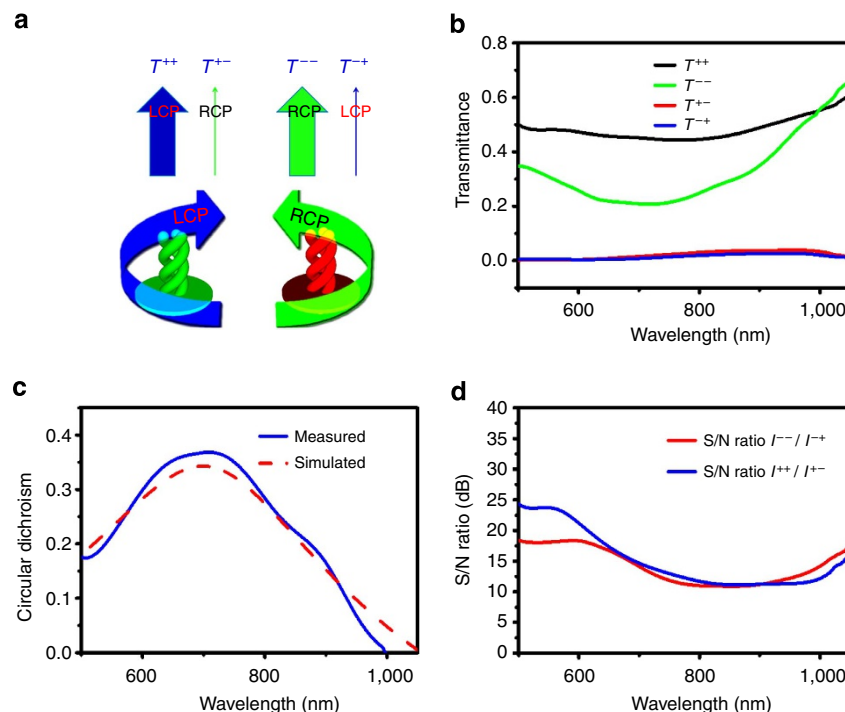 a
T⁺⁺ T⁺⁻ T⁻⁻ T⁻⁺
LCP RCP RCP LCP
LCP RCP
b
0.8
0.6
0.4
0.2
0.0
Transmittance
T⁺⁺
T⁻⁻
T⁺⁻
T⁻⁺
600 800 1,000
Wavelength (nm)
c
0.4
0.3
0.2
0.1
0.0
Circular dichroism
Measured
Simulated
600 800 1,000
Wavelength (nm)
d
40
35
30
25
20
15
10
5
0
S/N ratio (dB)
S/N ratio I⁻⁻/ I⁻⁺
S/N ratio I⁺⁺/ I⁺⁻
600 800 1,000
Wavelength (nm)